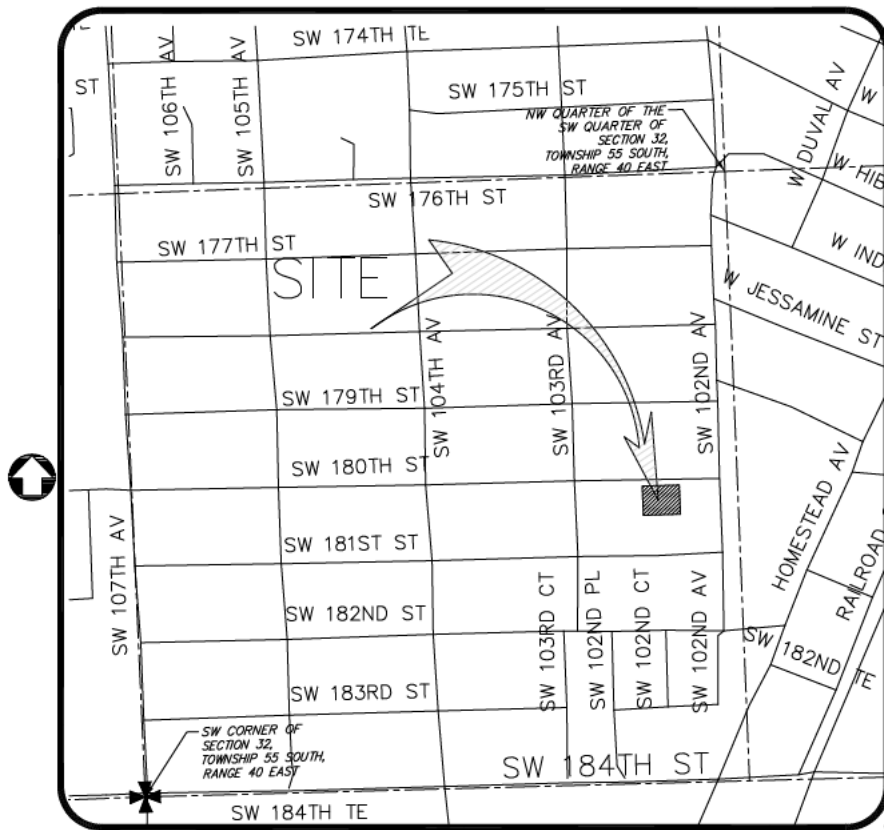 SW 174TH TE
SW 106TH AV
SW 105TH AV
ST
SW 175TH ST
NW QUARTER OF THE
SW QUARTER OF
SECTION 32,
TOWNSHIP 55 SOUTH,
RANGE 40 EAST
W DUVAL AV
W
W HIB
SW 176TH ST
SW 177TH ST
W IND
SITE
W JESSAMINE ST
SW 104TH AV
SW 103RD AV
SW 102ND AV
SW 179TH ST
SW 180TH ST
HOMESTEAD AV
SW 181ST ST
SW 107TH AV
RAILROAD
SW 103RD CT
SW 102ND PL
SW 102ND CT
SW 102ND AV
SW 182ND ST
SW 182ND TE
SW 183RD ST
SW CORNER OF
SECTION 32,
TOWNSHIP 55 SOUTH,
RANGE 40 EAST
SW 184TH ST
SW 184TH TE